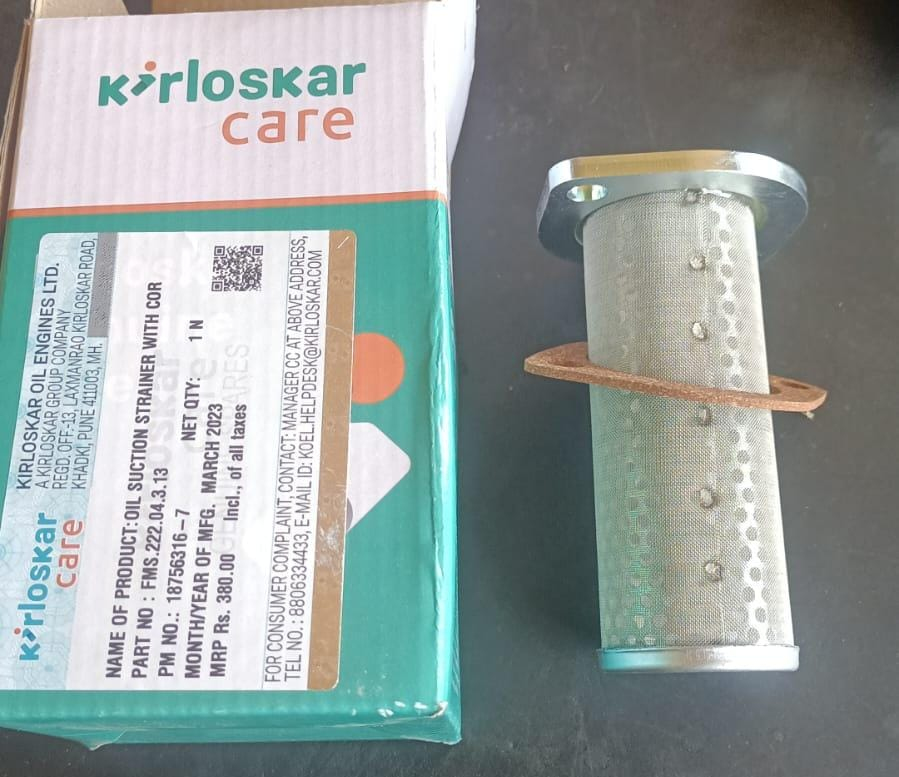 kirloskar
care
kirloskar
care
KIRLOSKAR OIL ENGINES LTD.
A KIRLOSKAR GROUP COMPANY
REGD. OFF:-13, LAKMANRAO KIRLOSKAR ROAD,
KHADKI, PUNE 411003, MH.
NAME OF PRODUCT:OIL SUCTION STRAINER WITH COR
PART NO : FMS.222.04.3.13
PM NO.: 18756316-7 NET QTY: 1 N
MONTH/YEAR OF MFG, MARCH 2023
MRP Rs. 380.00 Incl., of all taxes
FOR CONSUMER COMPLAINT, CONTACT: MANAGER CC AT ABOVE ADDRESS,
TEL NO. : 8806334433, E-MAIL ID: KOELHELPDESK@KIRLOSKAR.COM